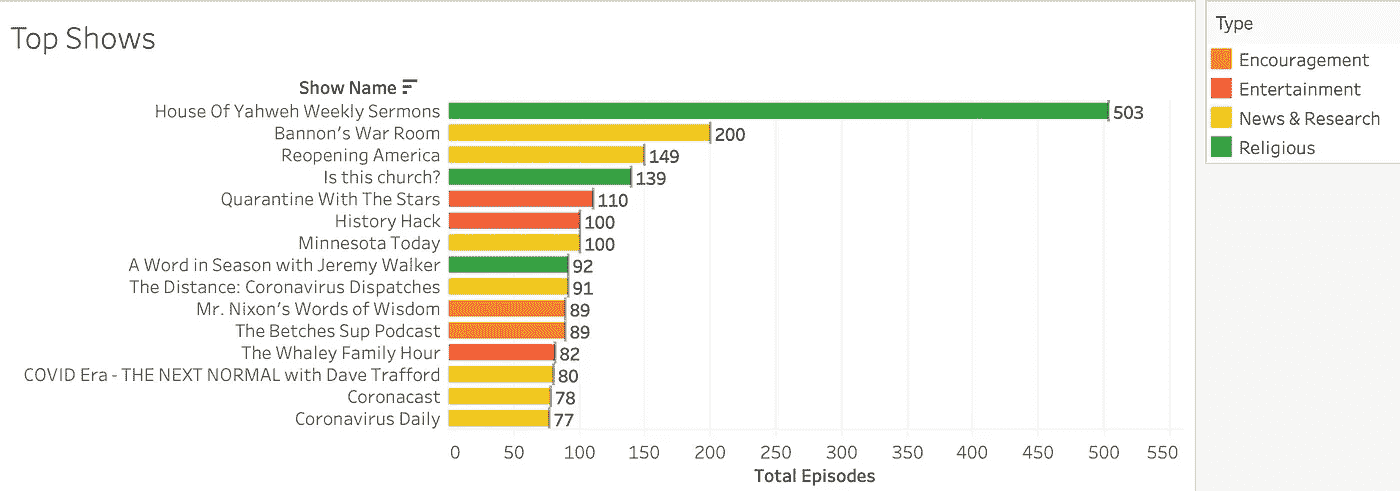 Top Shows
Show Name
House Of Yahweh Weekly Sermons 503
Bannon's War Room 200
Reopening America 149
Is this church? 139
Quarantine With The Stars 110
History Hack 100
Minnesota Today 100
A Word in Season with Jeremy Walker 92
The Distance: Coronavirus Dispatches 91
Mr. Nixon's Words of Wisdom 89
The Betches Sup Podcast 89
The Whaley Family Hour 82
COVID Era - THE NEXT NORMAL with Dave Trafford 80
Coronacast 78
Coronavirus Daily 77
0 50 100 150 200 250 300 350 400 450 500 550
Total Episodes
Type
Encouragement
Entertainment
News & Research
Religious